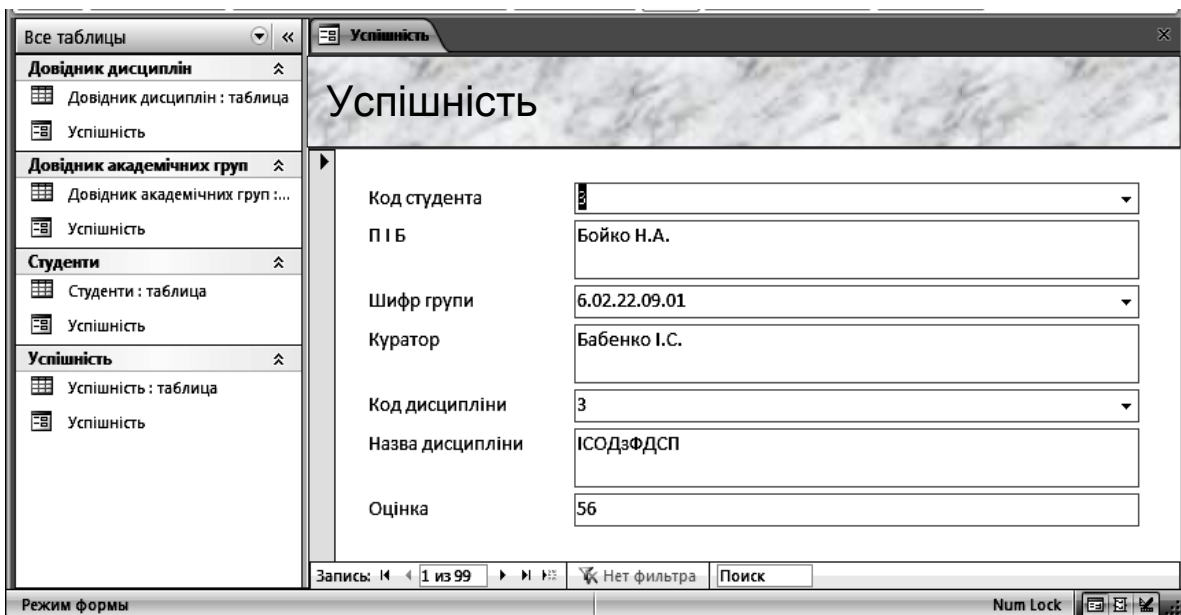 Все таблицы
Довідник дисциплін
Довідник дисциплін : таблица
Успішність
Довідник академічних груп
Довідник академічних груп :...
Успішність
Студенти
Студенти : таблица
Успішність
Успішність
Успішність : таблица
Успішність
Успішність
Успішність
Код студента
П І Б Бойко Н.А.
Шифр групи 6.02.22.09.01
Куратор Бабенко І.С.
Код дисципліни 3
Назва дисципліни ІСОДзФДСП
Оцінка 56
Запись: 1 из 99 Нет фильтра Поиск
Режим формы Num Lock